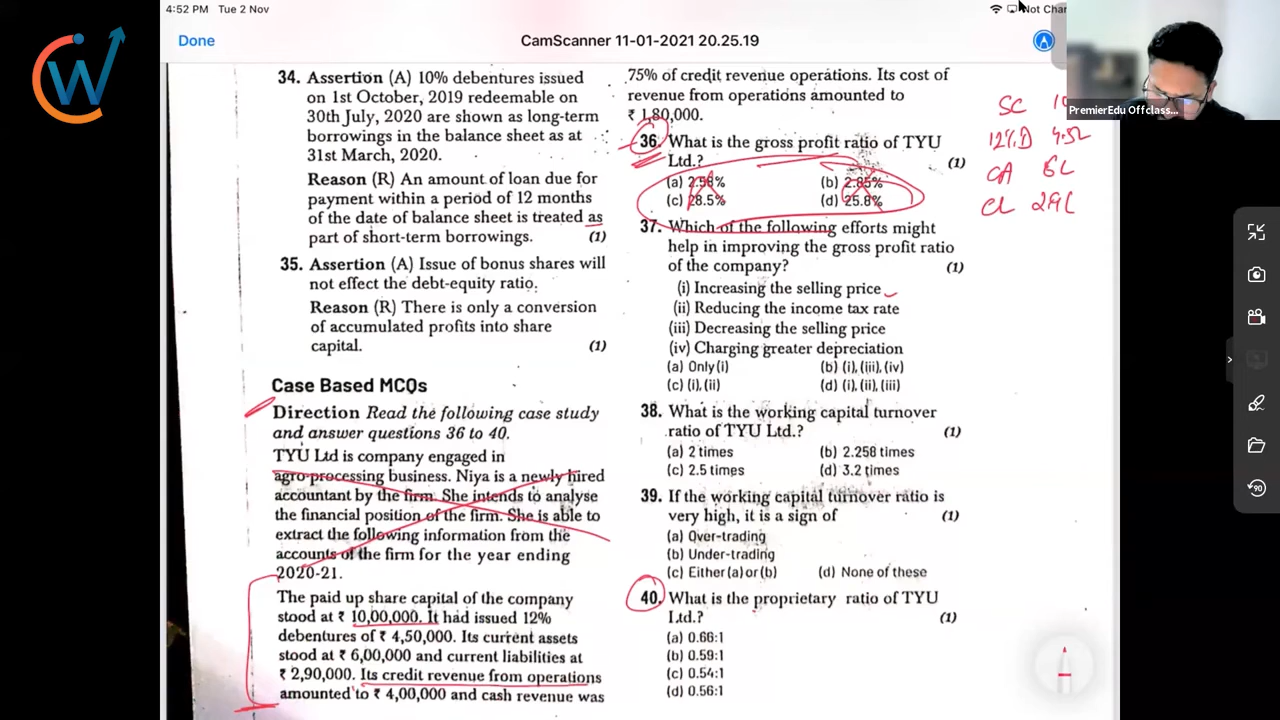 4:52 PM Tue 2 Nov
Not Char
Done
CamScanner 11-01-2021 20.25.19
W
PremierEdu Offclass...
34. Assertion (A) 10% debentures issued
on 1st October, 2019 redeemable on
30th July, 2020 are shown as long-term
borrowings in the balance sheet as at
31st March, 2020.
Reason (R) An amount of loan due for
payment within a period of 12 months
of the date of balance sheet is treated as
part of short-term borrowings. (1)
35. Assertion (A) Issue of bonus shares will
not effect the debt-equity ratio.
Reason (R) There is only a conversion
of accumulated profits into share
capital. (1)
Case Based MCQs
Direction Read the following case study
and answer questions 36 to 40.
TYU Ltd is company engaged in
agro-processing business. Niya is a newly hired
accountant by the firm. She intends to analyse
the financial position of the firm. She is able to
extract the following information from the
accounts of the firm for the year ending
2020-21.
The paid up share capital of the company
stood at ₹ 10,00,000. It had issued 12%
debentures of ₹ 4,50,000. Its current assets
stood at ₹ 6,00,000 and current liabilities at
₹ 2,90,000. Its credit revenue from operations
amounted to ₹ 4,00,000 and cash revenue was
75% of credit revenue operations. Its cost of
revenue from operations amounted to
₹ 1,80,000.
36. What is the gross profit ratio of TYU
Ltd.? (1)
(a) 2.58% (b) 2.85%
(c) 28.5% (d) 25.8%
37. Which of the following efforts might
help in improving the gross profit ratio
of the company? (1)
(i) Increasing the selling price
(ii) Reducing the income tax rate
(iii) Decreasing the selling price
(iv) Charging greater depreciation
(a) Only (i) (b) (i), (iii), (iv)
(c) (i), (ii) (d) (i), (ii), (iii)
38. What is the working capital turnover
ratio of TYU Ltd.? (1)
(a) 2 times (b) 2.258 times
(c) 2.5 times (d) 3.2 times
39. If the working capital turnover ratio is
very high, it is a sign of (1)
(a) Over-trading
(b) Under-trading
(c) Either (a) or (b) (d) None of these
40. What is the proprietary ratio of TYU
Ltd.? (1)
(a) 0.66:1
(b) 0.59:1
(c) 0.54:1
(d) 0.56:1
SC 10
12%D 4.5L
CA 6L
CL 2.9L
90